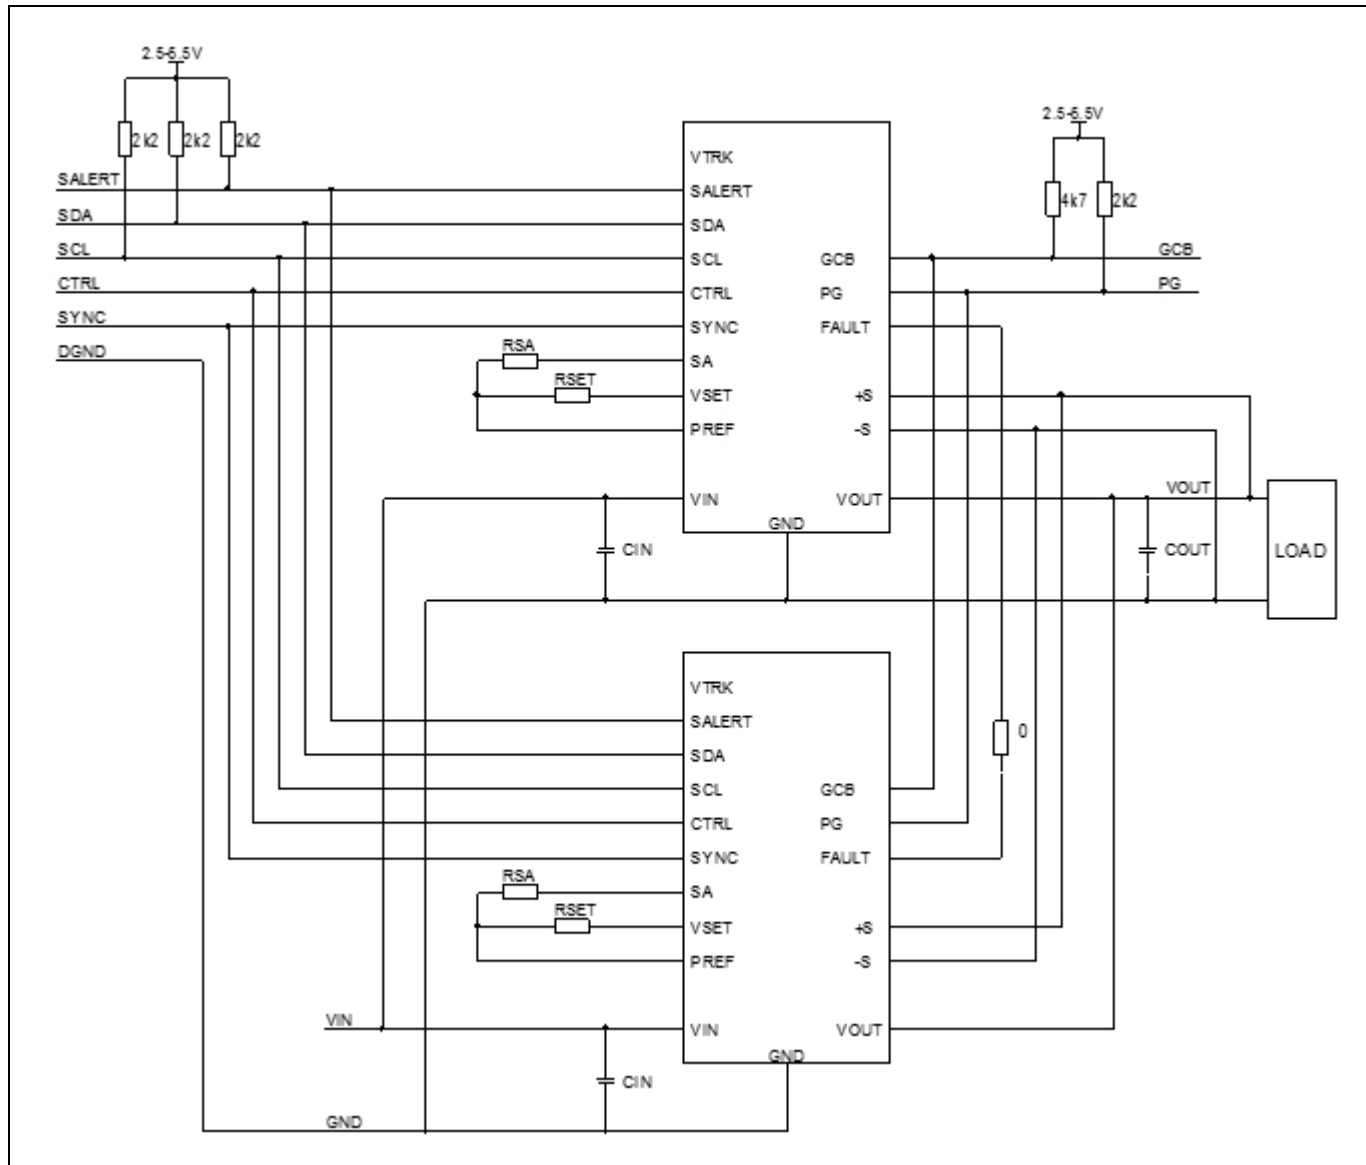 2.5-5.5V
2k2 2k2 2k2
2.5-5.5V
4k7 2k2
VTRK
SALERT SALERT
SDA SDA
SCL SCL GCB GCB
CTRL CTRL PG PG
SYNC SYNC FAULT
DGND RSA SA
RSET VSET +S
PREF -S
VIN VOUT VOUT
GND
CIN COUT LOAD
VTRK
SALERT
SDA 0
SCL GCB
CTRL PG
SYNC FAULT
RSA SA
RSET VSET +S
PREF -S
VIN VIN VOUT
GND
CIN
GND